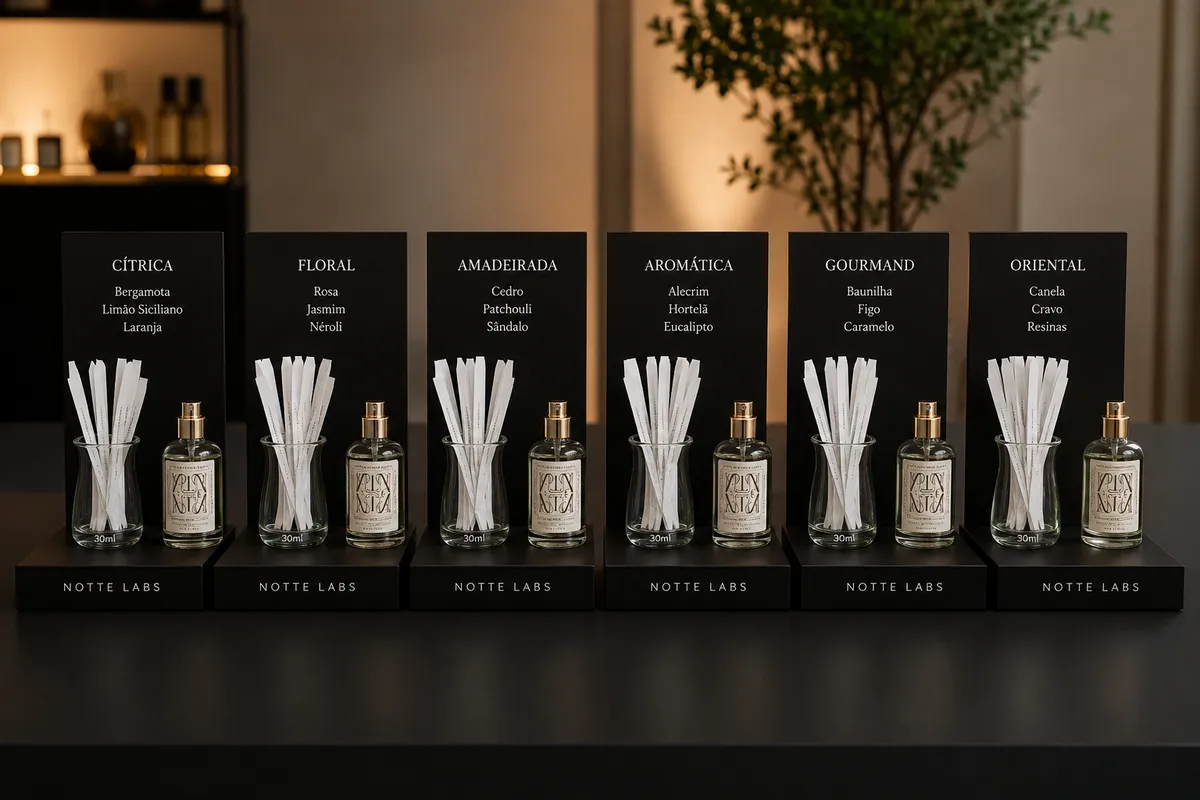 CÍTRICA
Bergamota
Limão Siciliano
Laranja
FLORAL
Rosa
Jasmim
Néroli
AMADEIRADA
Cedro
Patchouli
Sândalo
AROMÁTICA
Alecrim
Hortelã
Eucalipto
GOURMAND
Baunilha
Figo
Caramelo
ORIENTAL
Canela
Cravo
Resinas
30ml
30ml
30ml
30ml
30ml
30ml
NOTTE LABS
NOTTE LABS
NOTTE LABS
NOTTE LABS
NOTTE LABS
NOTTE LABS